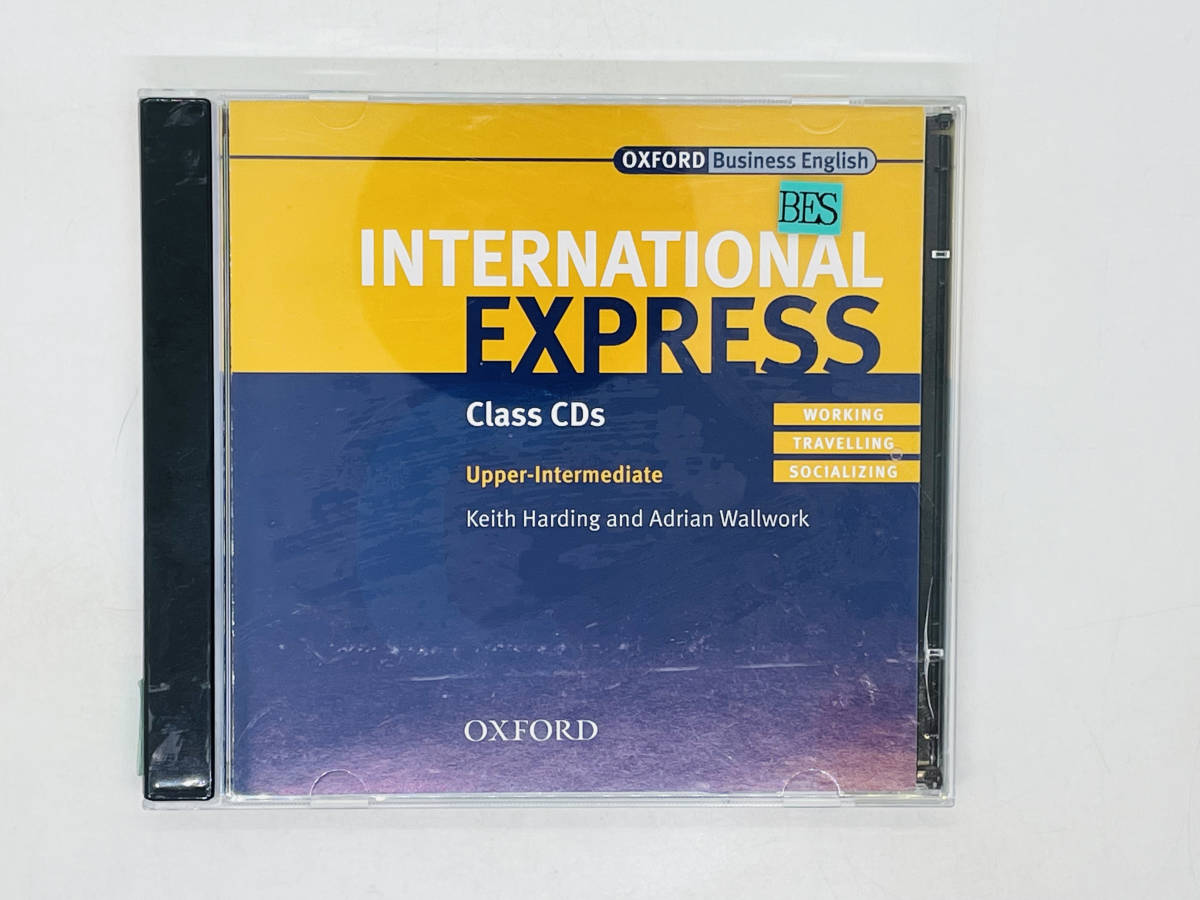 OXFORD Business English
BES
INTERNATIONAL
EXPRESS
Class CDs
Upper-Intermediate
Keith Harding and Adrian Wallwork
WORKING
TRAVELLING
SOCIALIZING
OXFORD